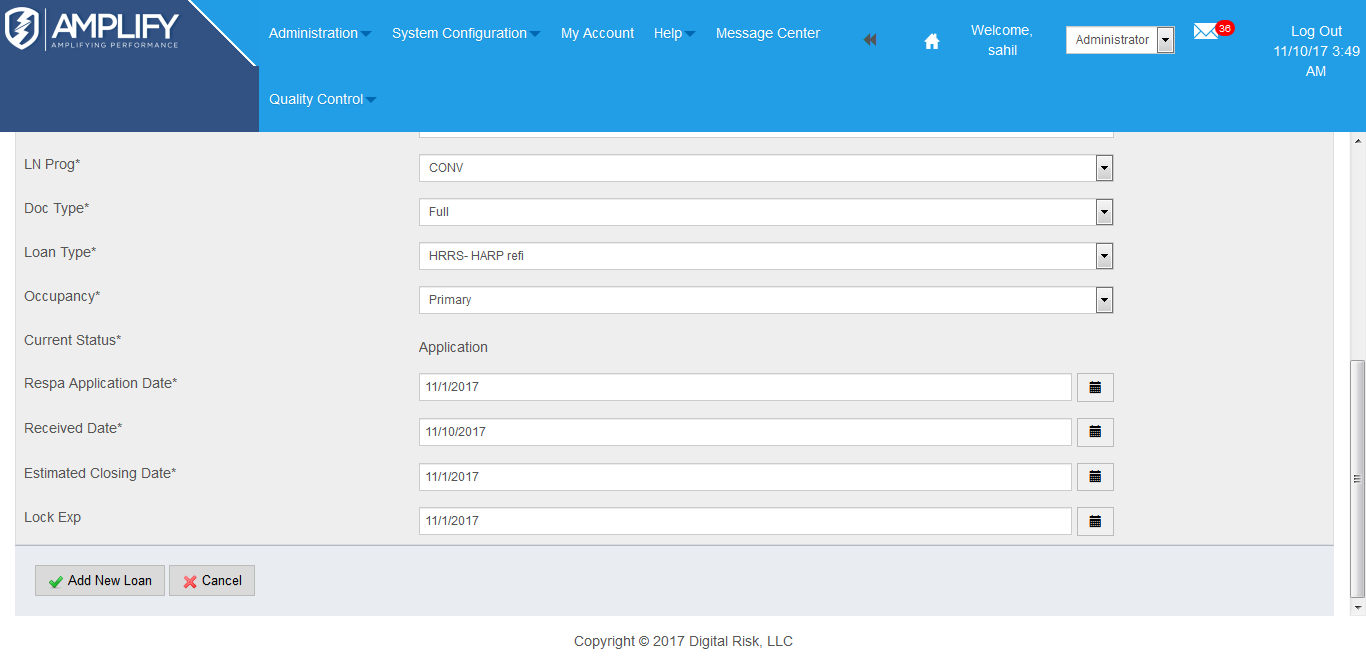 AMPLIFY
AMPLIFYING PERFORMANCE
Administration
System Configuration
My Account
Help
Message Center
Welcome,
sahil
Administrator
36
Log Out
11/10/17 3:49
AM
Quality Control
LN Prog*
CONV
Doc Type*
Full
Loan Type*
HRRS- HARP refi
Occupancy*
Primary
Current Status*
Application
Respa Application Date*
11/1/2017
Received Date*
11/10/2017
Estimated Closing Date*
11/1/2017
Lock Exp
11/1/2017
Add New Loan
Cancel
Copyright © 2017 Digital Risk, LLC